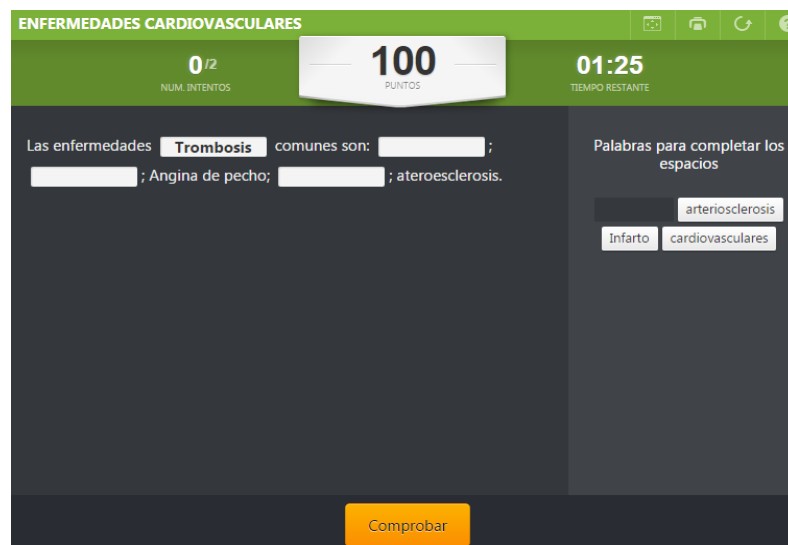 ENFERMEDADES CARDIOVASCULARES
0/2
NUM. INTENTOS
100
PUNTOS
01:25
TIEMPO RESTANTE
Las enfermedades Trombosis comunes son: ;
; Angina de pecho; ; ateroesclerosis.
Palabras para completar los
espacios
arteriosclerosis
Infarto cardiovasculares
Comprobar